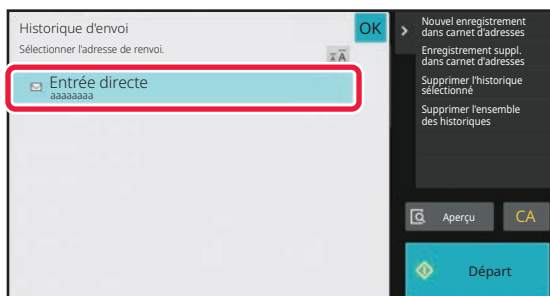 Historique d'envoi
OK
Sélectionner l'adresse de renvoi.
Entrée directe
aaaaaaaa
Nouvel enregistrement
dans carnet d'adresses
Enregistrement suppl.
dans carnet d'adresses
Supprimer l'historique
sélectionné
Supprimer l'ensemble
des historiques
Aperçu
CA
Départ